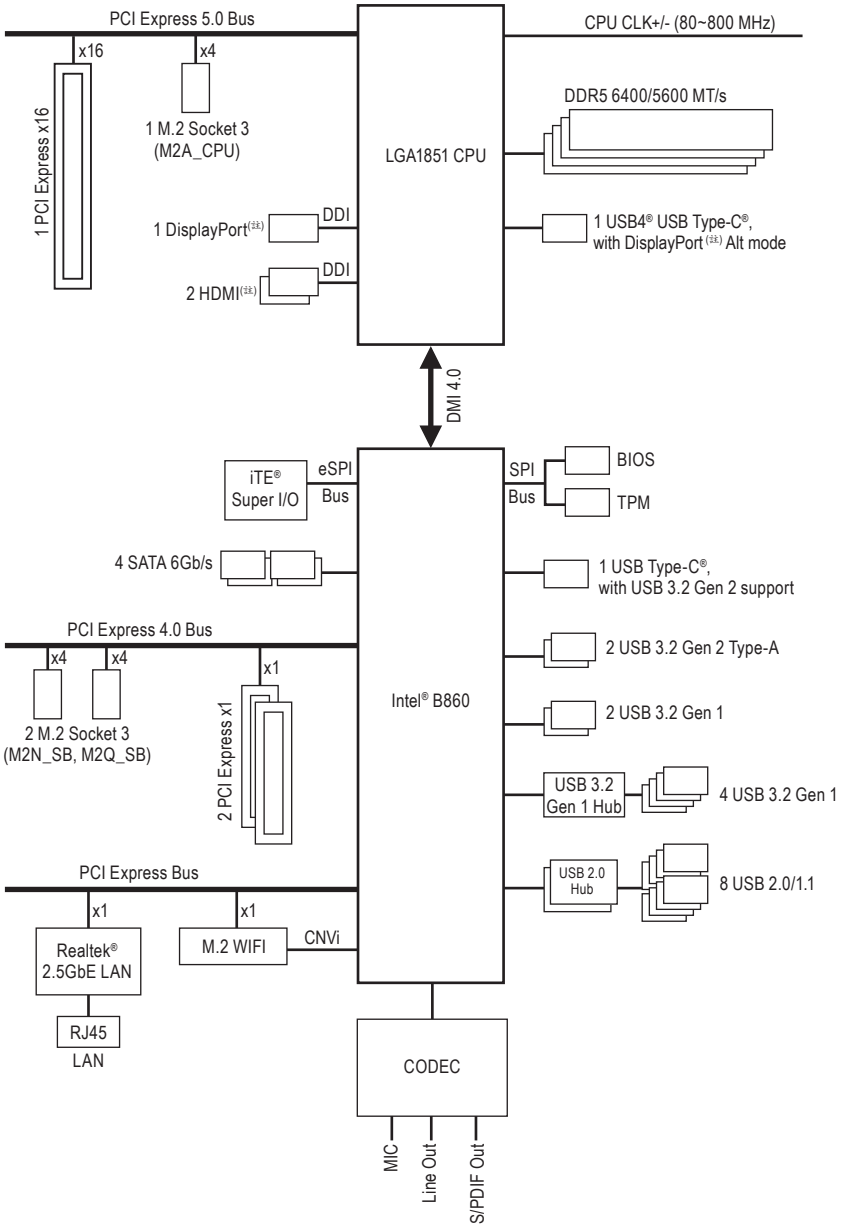 PCI Express 5.0 Bus
CPU CLK+/- (80~800 MHz)
x16
x4
1 PCI Express x16
1 M.2 Socket 3
(M2A_CPU)
LGA1851 CPU
DDR5 6400/5600 MT/s
1 DisplayPort(註)
DDI
1 USB4® USB Type-C®,
with DisplayPort(註) Alt mode
2 HDMI(註)
DDI
DMI 4.0
iTE®
Super I/O
eSPI
Bus
SPI
Bus
BIOS
TPM
4 SATA 6Gb/s
1 USB Type-C®,
with USB 3.2 Gen 2 support
PCI Express 4.0 Bus
x4
x4
x1
2 M.2 Socket 3
(M2N_SB, M2Q_SB)
2 PCI Express x1
Intel® B860
2 USB 3.2 Gen 2 Type-A
2 USB 3.2 Gen 1
USB 3.2
Gen 1 Hub
4 USB 3.2 Gen 1
USB 2.0
Hub
8 USB 2.0/1.1
PCI Express Bus
x1
x1
Realtek®
2.5GbE LAN
M.2 WIFI
CNVi
RJ45
LAN
CODEC
MIC
Line Out
S/PDIF Out